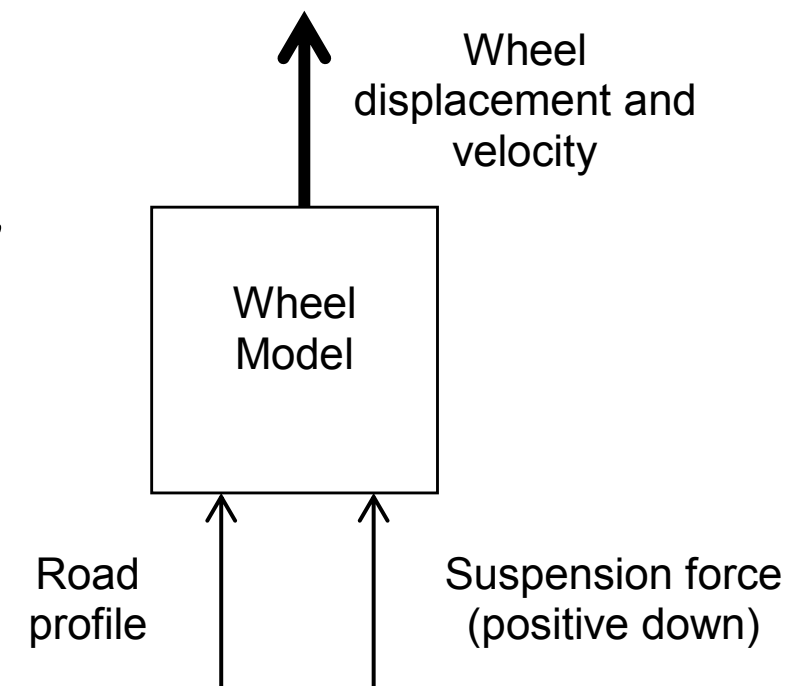 Wheel
displacement and
velocity
Wheel
Model
Road
profile
Suspension force
(positive down)